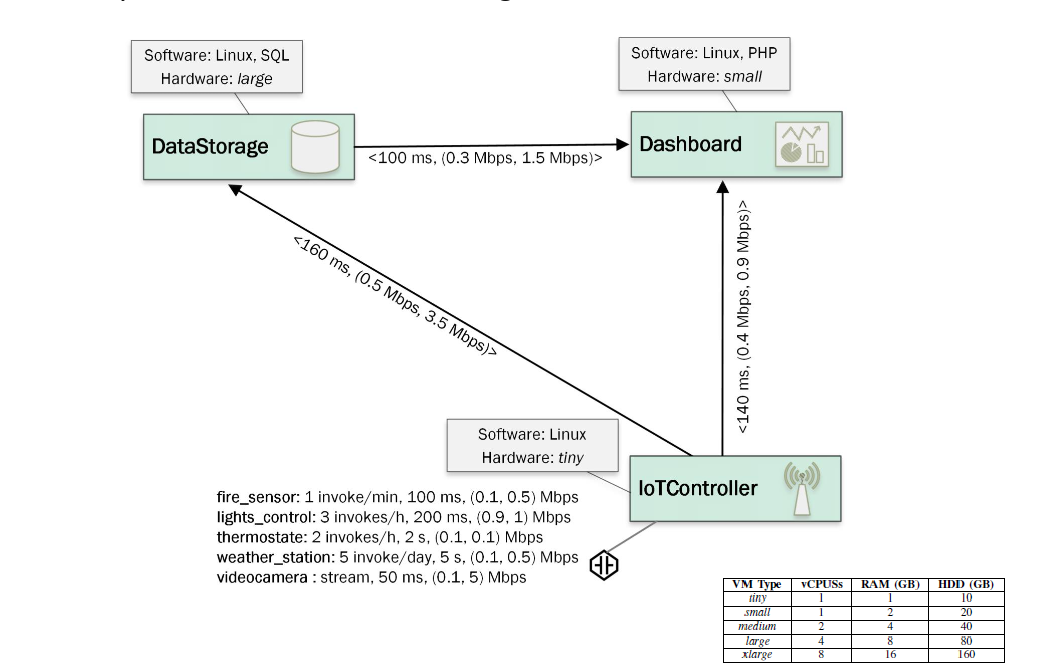 Software: Linux, SQL
Hardware: large
Software: Linux, PHP
Hardware: small
DataStorage
Dashboard
<100 ms, (0.3 Mbps, 1.5 Mbps)>
<160 ms, (0.5 Mbps, 3.5 Mbps)>
<140 ms, (0.4 Mbps, 0.9 Mbps)>
Software: Linux
Hardware: tiny
IoTController
fire_sensor: 1 invoke/min, 100 ms, (0.1, 0.5) Mbps
lights_control: 3 invokes/h, 200 ms, (0.9, 1) Mbps
thermostate: 2 invokes/h, 2 s, (0.1, 0.1) Mbps
weather_station: 5 invoke/day, 5 s, (0.1, 0.5) Mbps
videocamera : stream, 50 ms, (0.1, 5) Mbps
VM Type vCPUSs RAM (GB) HDD (GB)
tiny 1 1 10
small 1 2 20
medium 2 4 40
large 4 8 80
xlarge 8 16 160